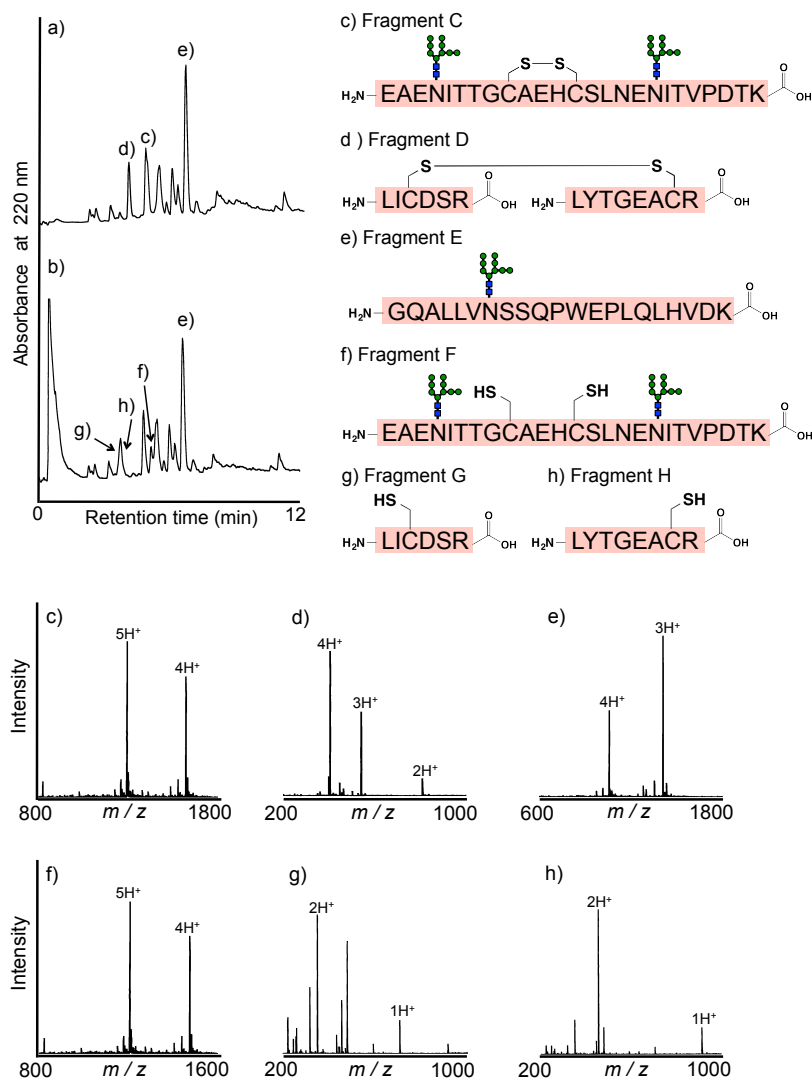 a)
e)
d)
c)
b)
e)
f)
h)
g)
Absorbance at 220 nm
0
Retention time (min)
12
c) Fragment C
S S
H₂N EAENITTGCAEHCSLNENITVPDTK O OH
d ) Fragment D
S S
H₂N LICDSR O OH H₂N LYTGEACR O OH
e) Fragment E
H₂N GQALLVNSSQPWEPLQLHVDK O OH
f) Fragment F
HS SH
H₂N EAENITTGCAEHCSLNENITVPDTK O OH
g) Fragment G h) Fragment H
HS SH
H₂N LICDSR O OH H₂N LYTGEACR O OH
c) 5H⁺ 4H⁺
Intensity
800 m / z 1800
d) 4H⁺ 3H⁺ 2H⁺
200 m / z 1000
e) 3H⁺ 4H⁺
600 m / z 1800
f) 5H⁺ 4H⁺
Intensity
800 m / z 1600
g) 2H⁺ 1H⁺
200 m / z 1000
h) 2H⁺ 1H⁺
200 m / z 1000